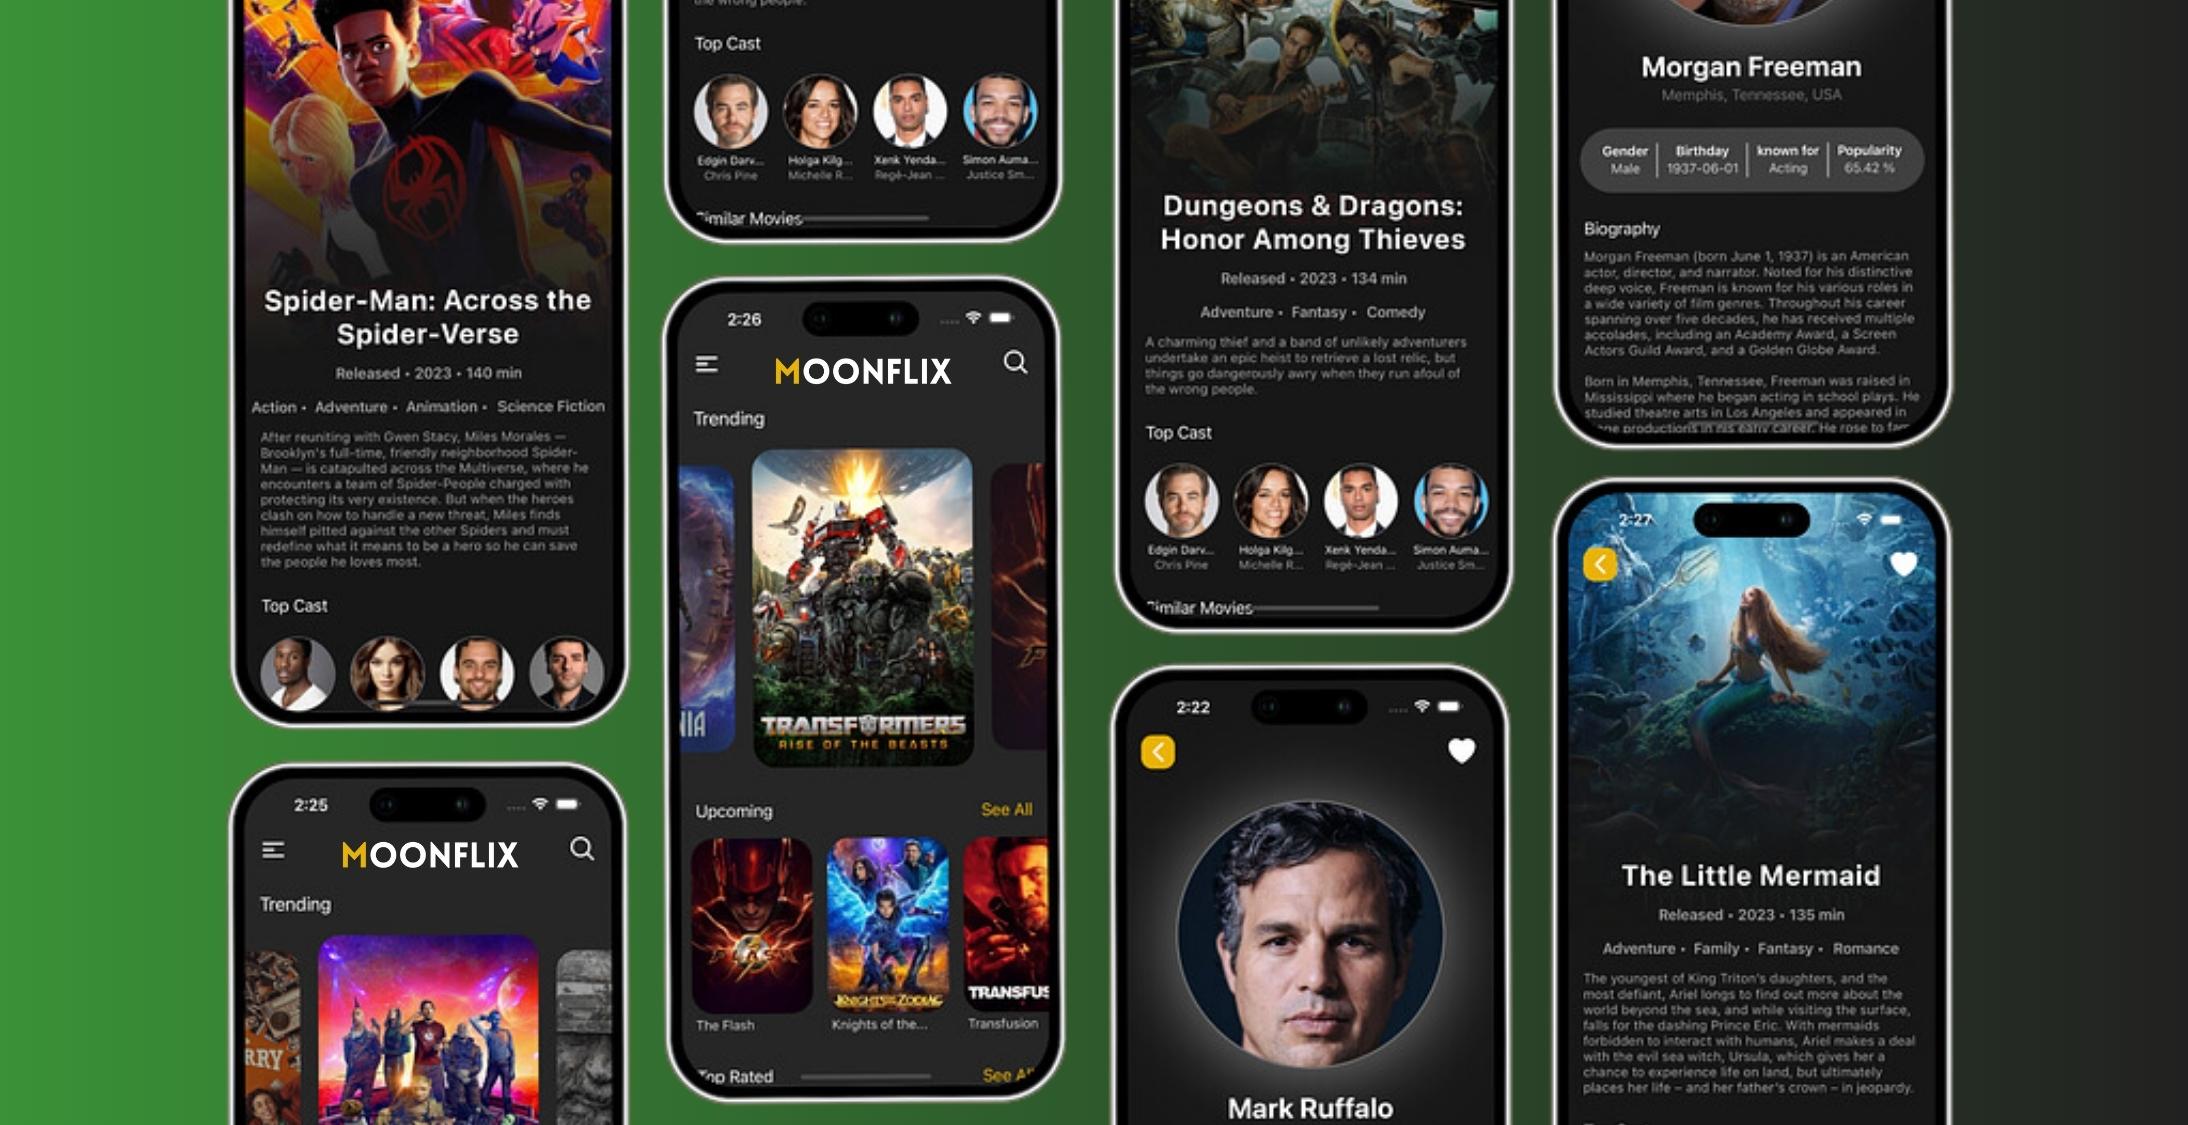 Spider-Man: Across the
Spider-Verse
Released • 2023 • 140 min
Action • Adventure • Animation • Science Fiction
After reuniting with Gwen Stacy, Miles Morales —
Brooklyn's full-time, friendly neighborhood Spider-
Man — is catapulted across the Multiverse, where he
encounters a team of Spider-People charged with
protecting its very existence. But when the heroes
clash on how to handle a new threat, Miles finds
himself pitted against the other Spiders and must
redefine what it means to be a hero so he can save
the people he loves most.
Top Cast
2:25
MOONFLIX
Trending
RRY
the wrong people.
Top Cast
Edgin Darv... Holga Kilg... Xenk Yenda... Simon Auma...
Chris Pine Michelle R... Regé-Jean ... Justice Sm...
Similar Movies
2:26
MOONFLIX
Trending
NIA
TRANSFORMERS
RISE OF THE BEASTS
Upcoming See All
FLASH
KNIGHTS OF THE ZODIAC
TRANSFUS
The Flash Knights of the... Transfusion
Top Rated See All
Dungeons & Dragons:
Honor Among Thieves
Released • 2023 • 134 min
Adventure • Fantasy • Comedy
A charming thief and a band of unlikely adventurers
undertake an epic heist to retrieve a lost relic, but
things go dangerously awry when they run afoul of
the wrong people.
Top Cast
Edgin Darv... Holga Kilg... Xenk Yenda... Simon Auma...
Chris Pine Michelle R... Regé-Jean ... Justice Sm...
Similar Movies
2:22
Mark Ruffalo
Morgan Freeman
Memphis, Tennessee, USA
Gender Birthday known for Popularity
Male 1937-06-01 Acting 65.42 %
Biography
Morgan Freeman (born June 1, 1937) is an American
actor, director, and narrator. Noted for his distinctive
deep voice, Freeman is known for his various roles in
a wide variety of film genres. Throughout his career
spanning over five decades, he has received multiple
accolades, including an Academy Award, a Screen
Actors Guild Award, and a Golden Globe Award.
Born in Memphis, Tennessee, Freeman was raised in
Mississippi where he began acting in school plays. He
studied theatre arts in Los Angeles and appeared in
stage productions in his early career. He rose to fam
2:27
The Little Mermaid
Released • 2023 • 135 min
Adventure • Family • Fantasy • Romance
The youngest of King Triton's daughters, and the
most defiant, Ariel longs to find out more about the
world beyond the sea, and while visiting the surface,
falls for the dashing Prince Eric. With mermaids
forbidden to interact with humans, Ariel makes a deal
with the evil sea witch, Ursula, which gives her a
chance to experience life on land, but ultimately
places her life – and her father's crown – in jeopardy.